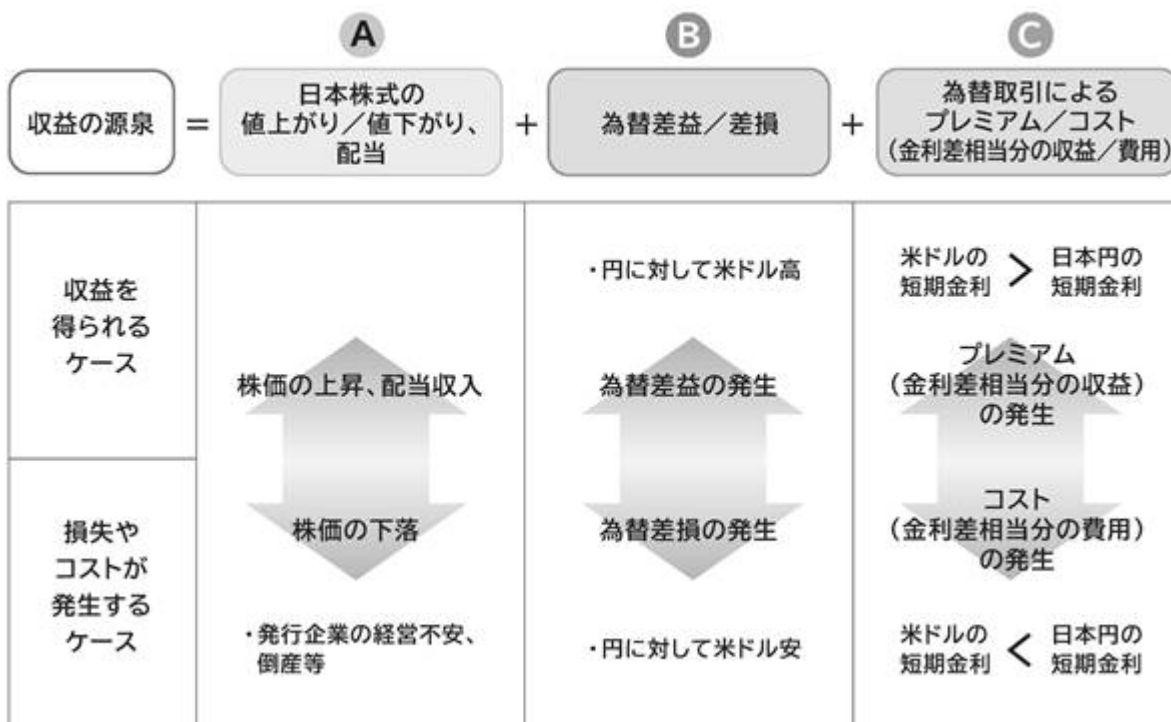 A
B
C
収益の源泉
=
日本株式の
値上がり／値下がり、
配当
+
為替差益／差損
+
為替取引による
プレミアム／コスト
(金利差相当分の収益／費用)
収益を
得られる
ケース
株価の上昇、配当収入
・円に対して米ドル高
為替差益の発生
米ドルの
短期金利
>
日本円の
短期金利
プレミアム
(金利差相当分の収益)
の発生
損失や
コストが
発生する
ケース
株価の下落
・発行企業の経営不安、
倒産等
為替差損の発生
・円に対して米ドル安
コスト
(金利差相当分の費用)
の発生
米ドルの
短期金利
<
日本円の
短期金利